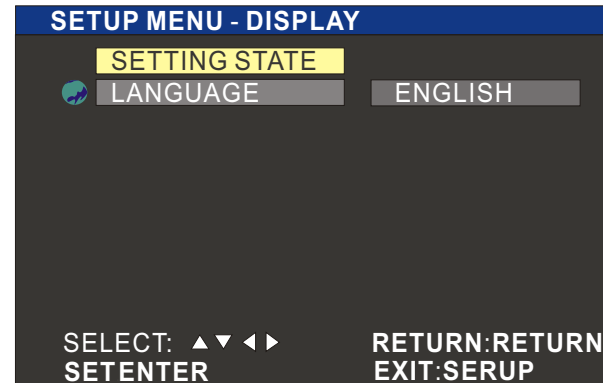 SETUP MENU - DISPLAY
SETTING STATE
LANGUAGE ENGLISH
SELECT: ▲▼◀▶ RETURN:RETURN
SETENTER EXIT:SERUP